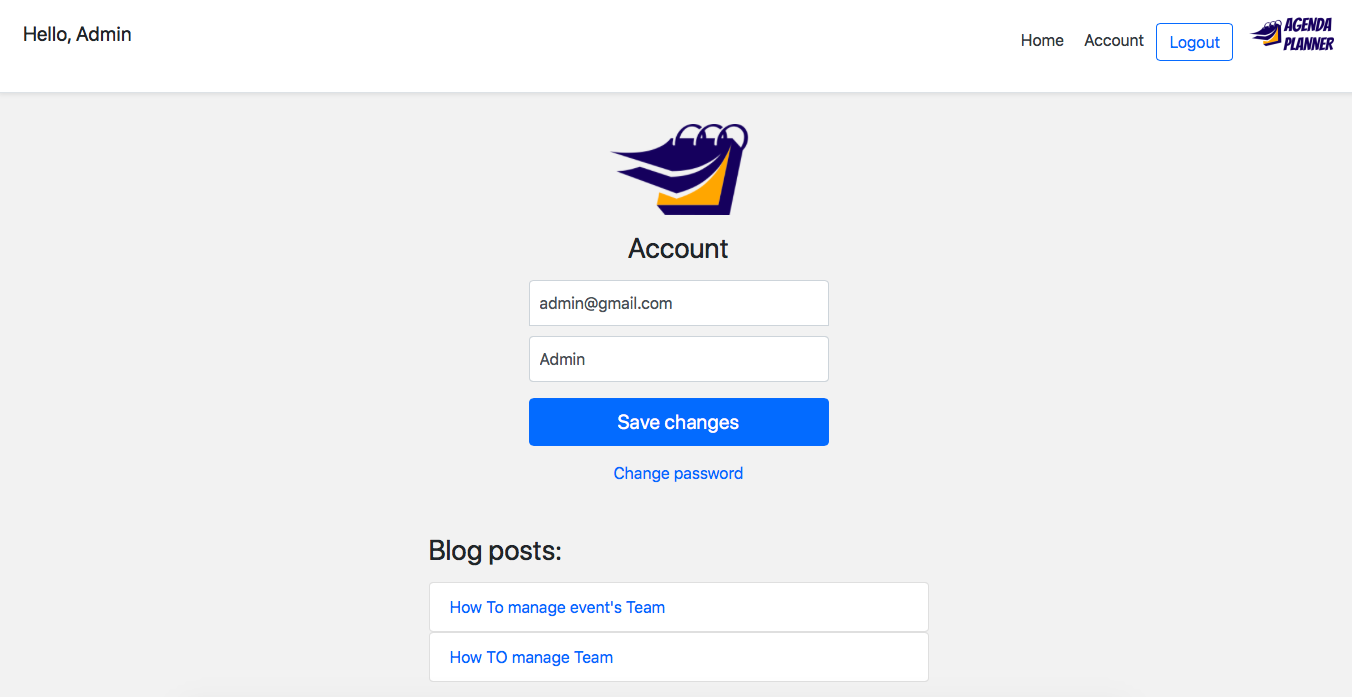 Hello, Admin
Home
Account
Logout
AGENDA
PLANNER
Account
admin@gmail.com
Admin
Save changes
Change password
Blog posts:
How To manage event's Team
How TO manage Team